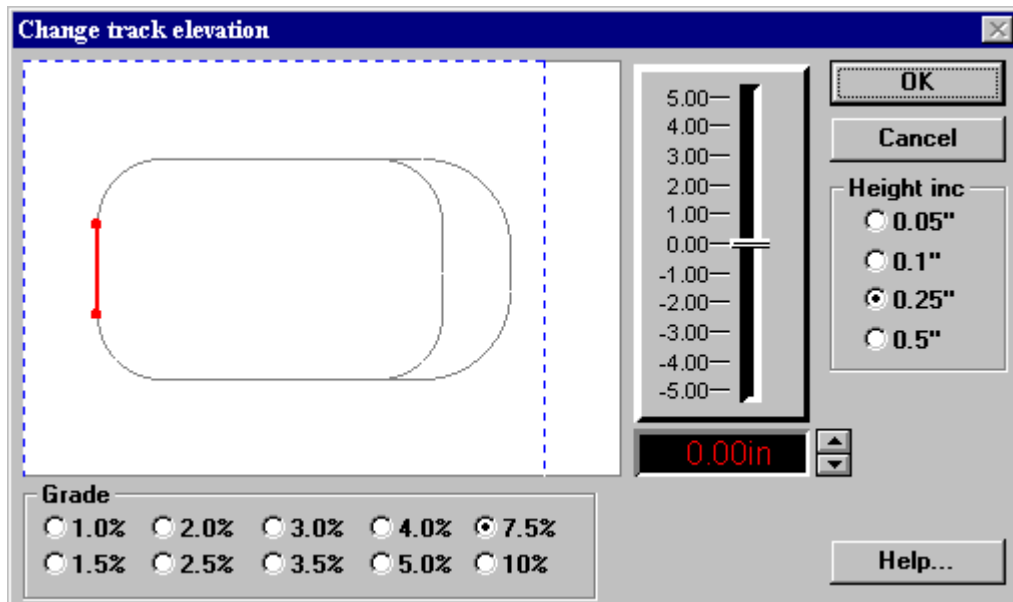 Change track elevation
5.00
4.00
3.00
2.00
1.00
0.00
-1.00
-2.00
-3.00
-4.00
-5.00
0.00in
OK
Cancel
Height inc
0.05"
0.1"
0.25"
0.5"
Grade
1.0% 2.0% 3.0% 4.0% 7.5%
1.5% 2.5% 3.5% 5.0% 10%
Help...